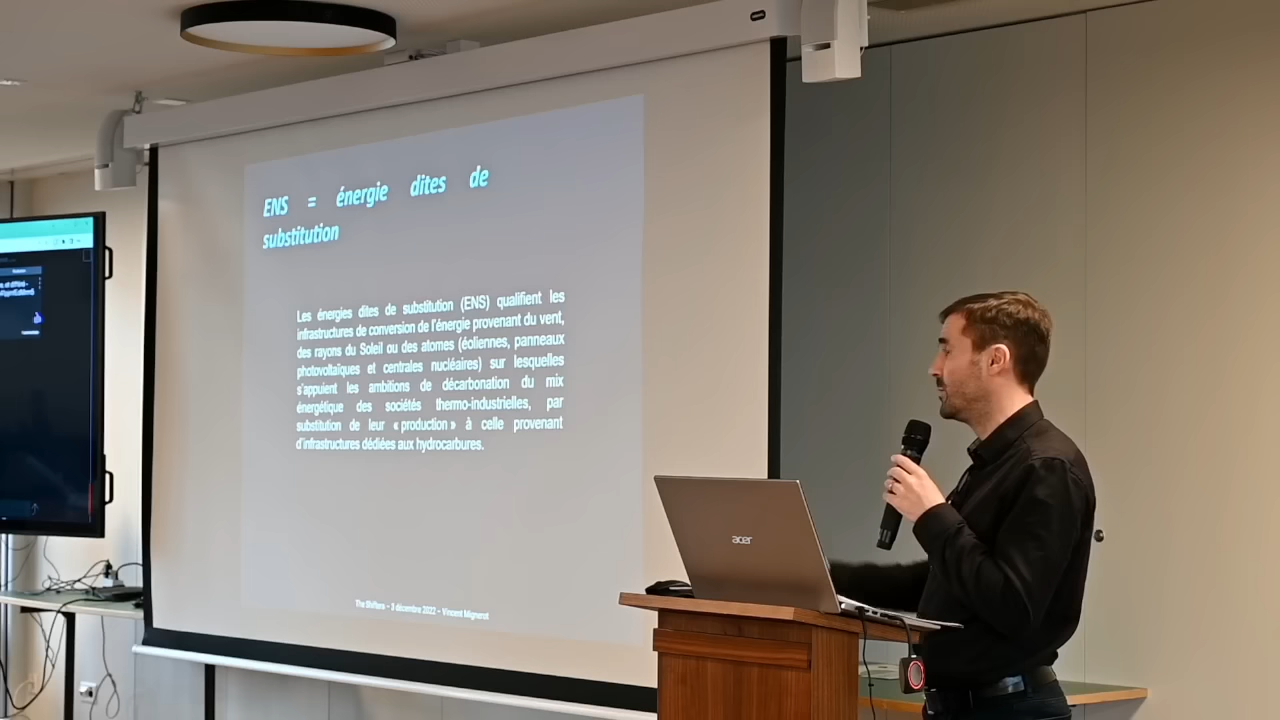 ENS = énergie dites de
substitution
Les énergies dites de substitution (ENS) qualifient les
infrastructures de conversion de l'énergie provenant du vent,
des rayons du Soleil ou des atomes (éoliennes, panneaux
photovoltaïques et centrales nucléaires) sur lesquelles
s'appuient les ambitions de décarbonation du mix
énergétique des sociétés thermo-industrielles, par
substitution de leur « production » à celle provenant
d'infrastructures dédiées aux hydrocarbures.
The Shifters – 3 décembre 2022 – Vincent Mignerot
acer